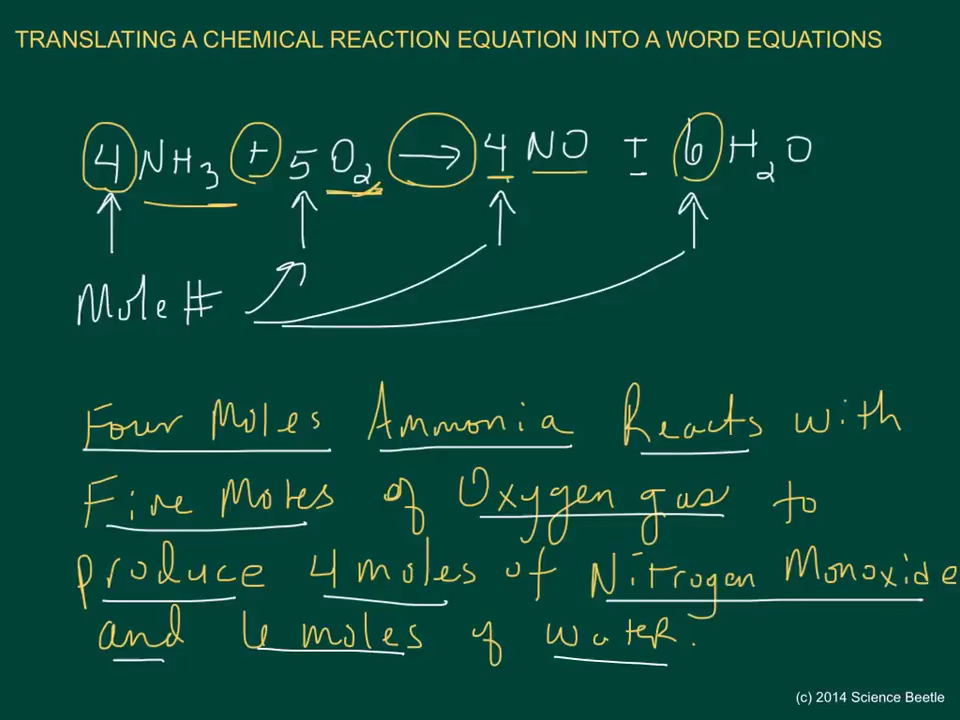 TRANSLATING A CHEMICAL REACTION EQUATION INTO A WORD EQUATIONS
4 NH₃ + 5 O₂ → 4 NO + 6 H₂O
Mole #
Four Moles Ammonia Reacts with
Five Moles of Oxygen gas to
produce 4 moles of Nitrogen Monoxide
and 6 moles of water.
(c) 2014 Science Beetle